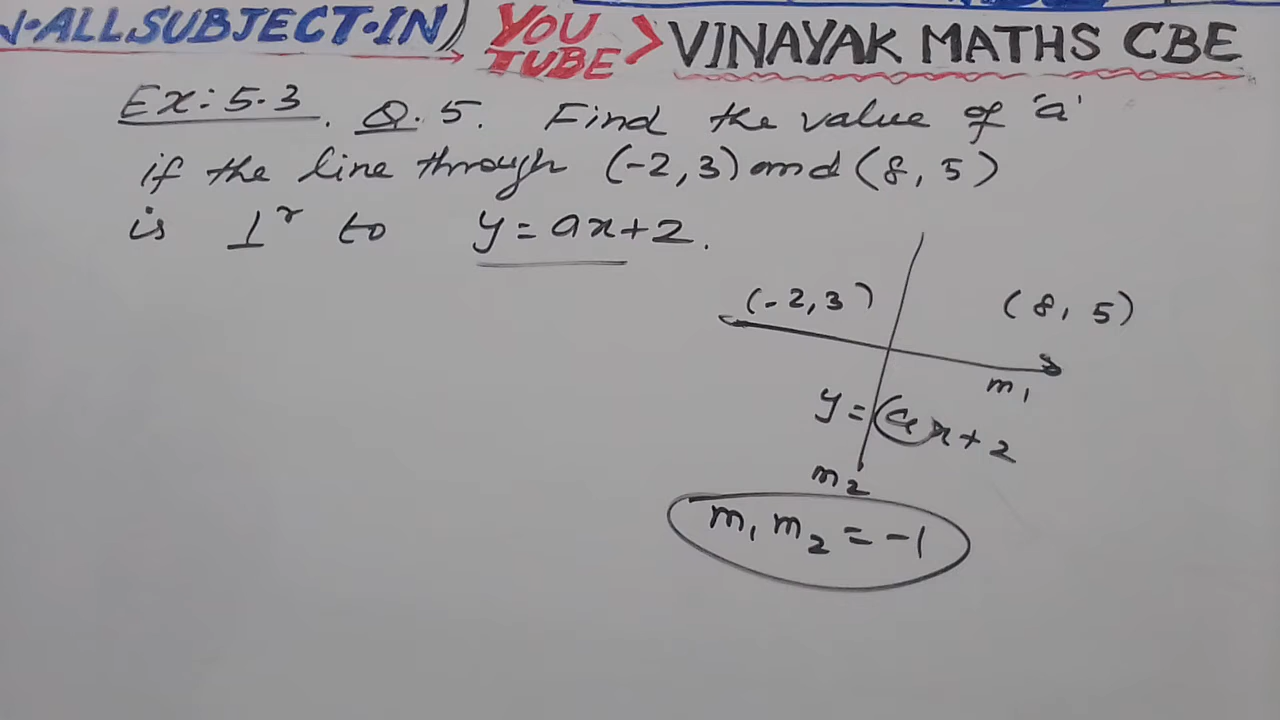 N.ALLSUBJECT.IN) YOU TUBE > VINAYAK MATHS CBE
Ex: 5.3. Q.5. Find the value of 'a'
if the line through (-2,3) and (8,5)
is ⊥r to y=ax+2.
(-2,3) (8,5)
m1
y=ax+2
m2
m1 m2 = -1